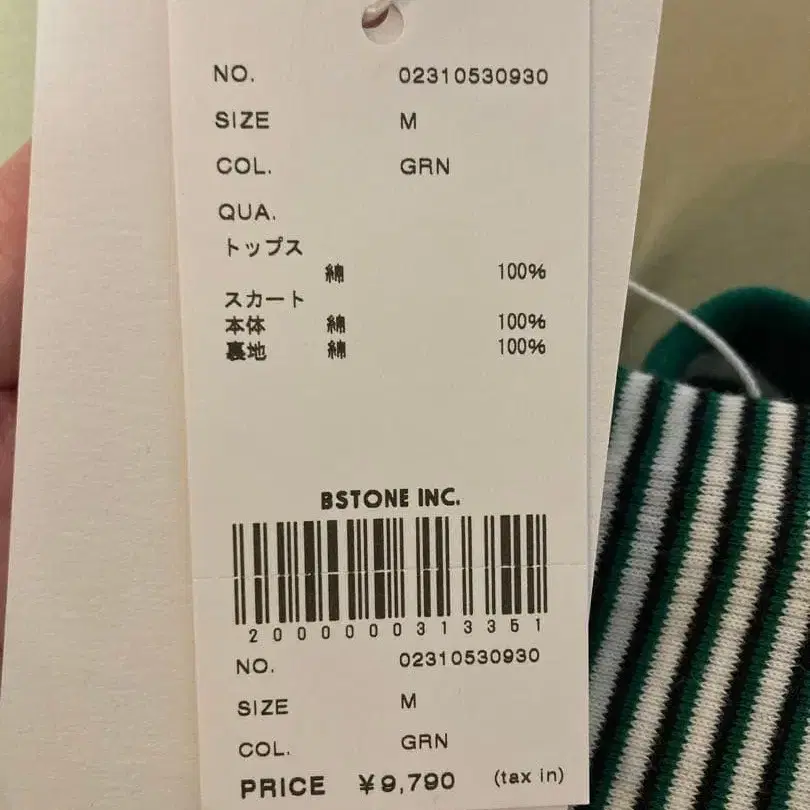 NO. 02310530930
SIZE M
COL. GRN
QUA.
トップス
綿 100%
スカート
本体 綿 100%
裏地 綿 100%
BSTONE INC.
2000000313351
NO. 02310530930
SIZE M
COL. GRN
PRICE ¥9,790 (tax in)